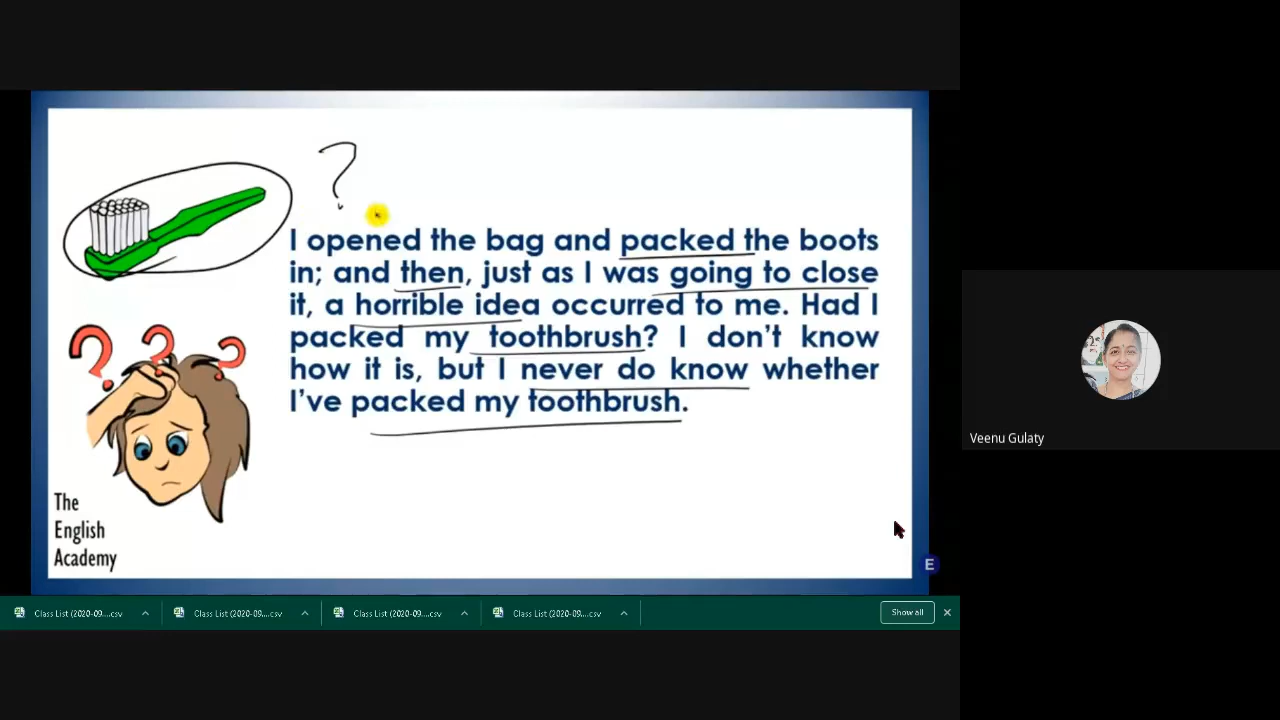 ?
I opened the bag and packed the boots
in; and then, just as I was going to close
it, a horrible idea occurred to me. Had I
packed my toothbrush? I don't know
how it is, but I never do know whether
I've packed my toothbrush.
? ? ?
The
English
Academy
E
Veenu Gulaty
Class List (2020-09....csv
Class List (2020-09....csv
Class List (2020-09....csv
Class List (2020-09....csv
Show all